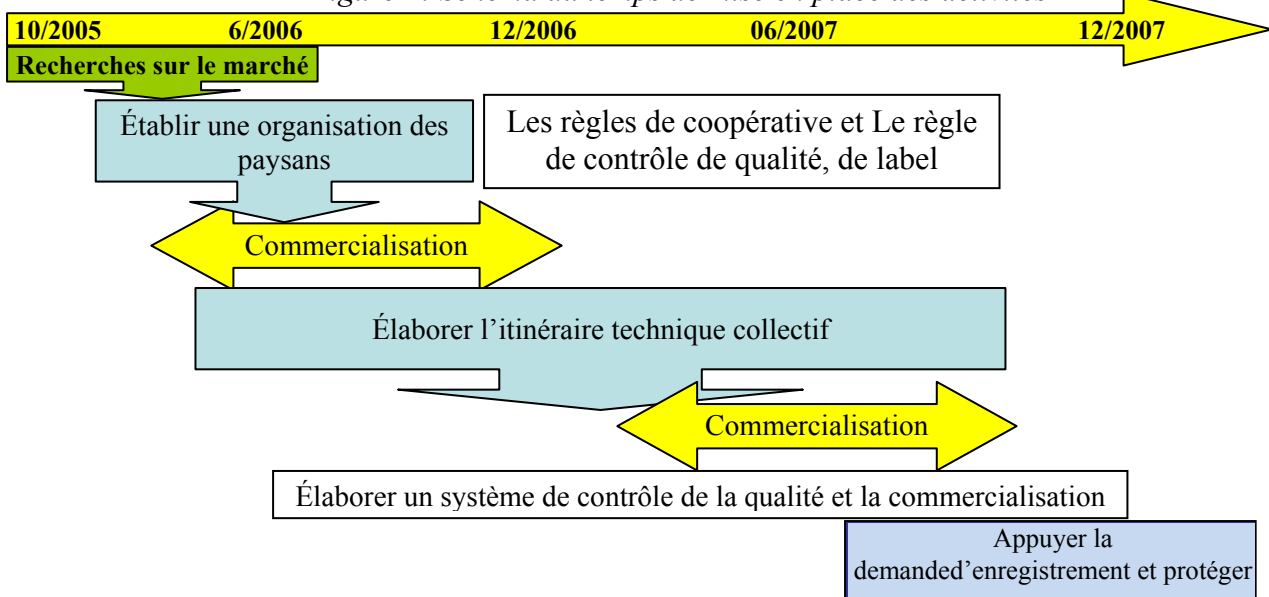 10/2005 6/2006 12/2006 06/2007 12/2007
Recherches sur le marché
Établir une organisation des
paysans
Les règles de coopérative et Le règle
de contrôle de qualité, de label
Commercialisation
Élaborer l’itinéraire technique collectif
Commercialisation
Élaborer un système de contrôle de la qualité et la commercialisation
Appuyer la
demanded’enregistrement et protéger